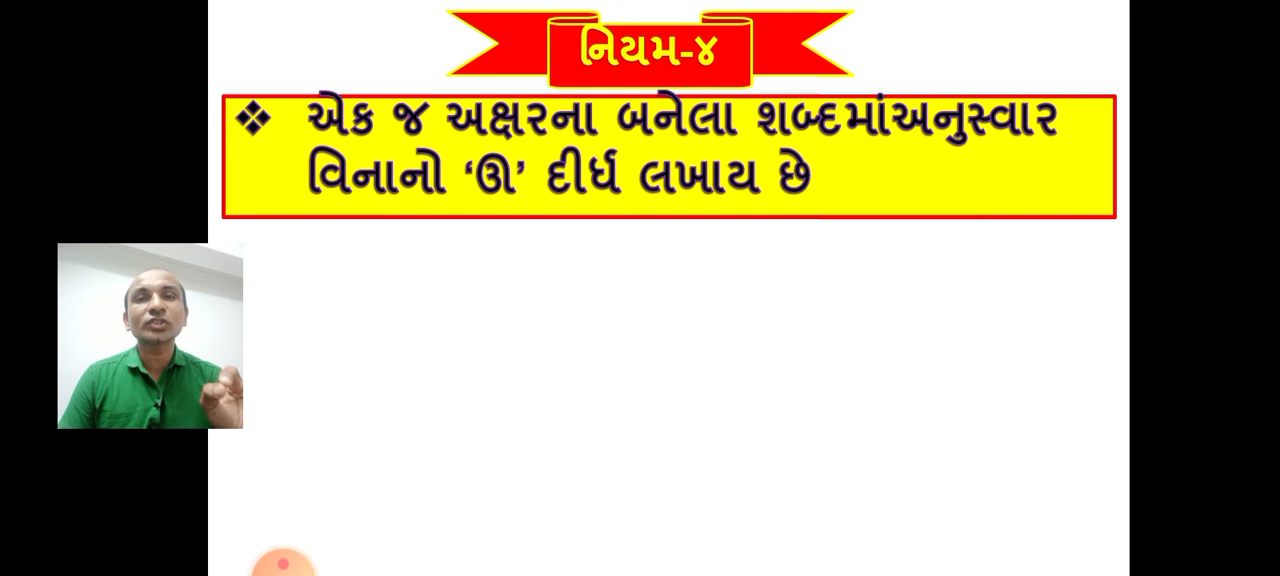 નિયમ-૪
❖ એક જ અક્ષરના બનેલા શબ્દમાંઅનુસ્વાર
વિનાનો ‘ઊ’ દીર્ઘ લખાય છે